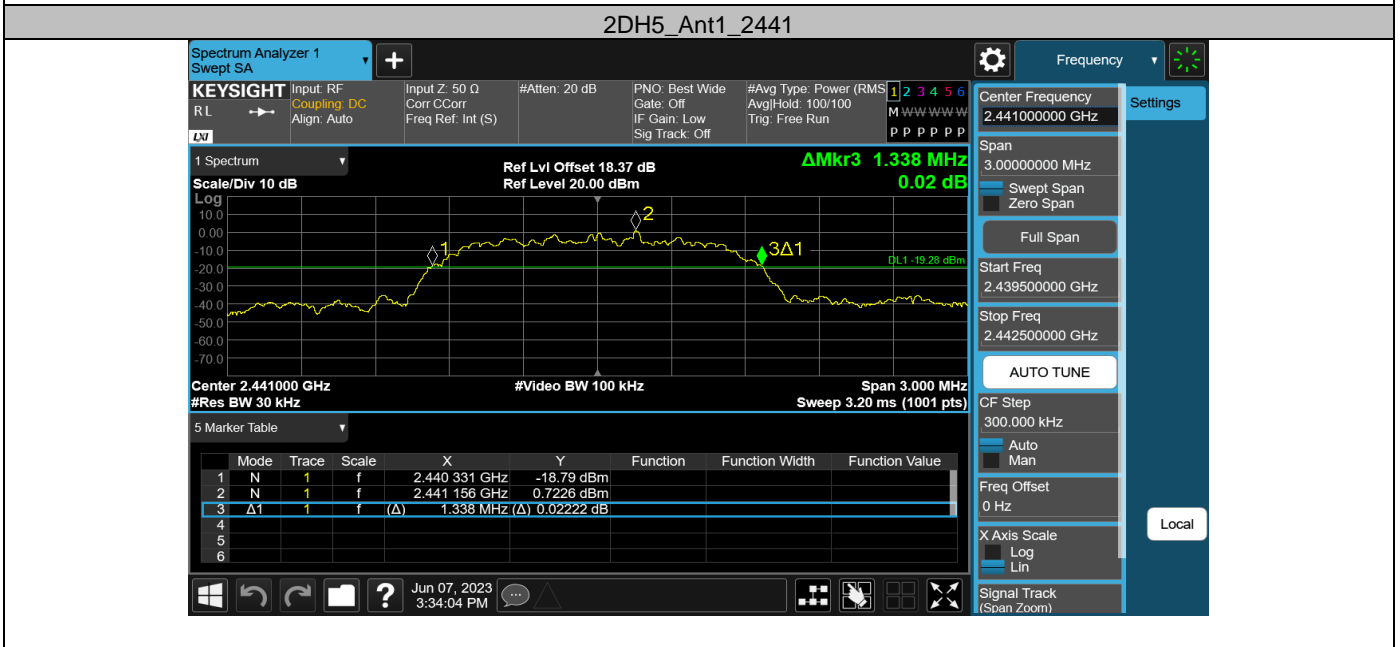 2DH5_Ant1_2441
Spectrum Analyzer 1
Swept SA
+
Frequency
KEYSIGHT
RL
LXI
Input: RF
Coupling: DC
Align: Auto
Input Z: 50 Ω
Corr CCorr
Freq Ref: Int (S)
#Atten: 20 dB
PNO: Best Wide
Gate: Off
IF Gain: Low
Sig Track: Off
#Avg Type: Power (RMS
Avg|Hold: 100/100
Trig: Free Run
1 2 3 4 5 6
M W W W W W
P P P P P P
1 Spectrum
Scale/Div 10 dB
Ref Lvl Offset 18.37 dB
Ref Level 20.00 dBm
ΔMkr3 1.338 MHz
0.02 dB
Log
10.0
0.00
-10.0
-20.0
-30.0
-40.0
-50.0
-60.0
-70.0
1
2
3Δ1
DL1 -19.28 dBm
Center 2.441000 GHz
#Res BW 30 kHz
#Video BW 100 kHz
Span 3.000 MHz
Sweep 3.20 ms (1001 pts)
5 Marker Table
Mode Trace Scale X Y Function Function Width Function Value
1 N 1 f 2.440 331 GHz -18.79 dBm
2 N 1 f 2.441 156 GHz 0.7226 dBm
3 Δ1 1 f (Δ) 1.338 MHz (Δ) 0.02222 dB
4
5
6
Jun 07, 2023
3:34:04 PM
?
Center Frequency
2.441000000 GHz
Settings
Span
3.00000000 MHz
Swept Span
Zero Span
Full Span
Start Freq
2.439500000 GHz
Stop Freq
2.442500000 GHz
AUTO TUNE
CF Step
300.000 kHz
Auto
Man
Freq Offset
0 Hz
Local
X Axis Scale
Log
Lin
Signal Track
(Span Zoom)